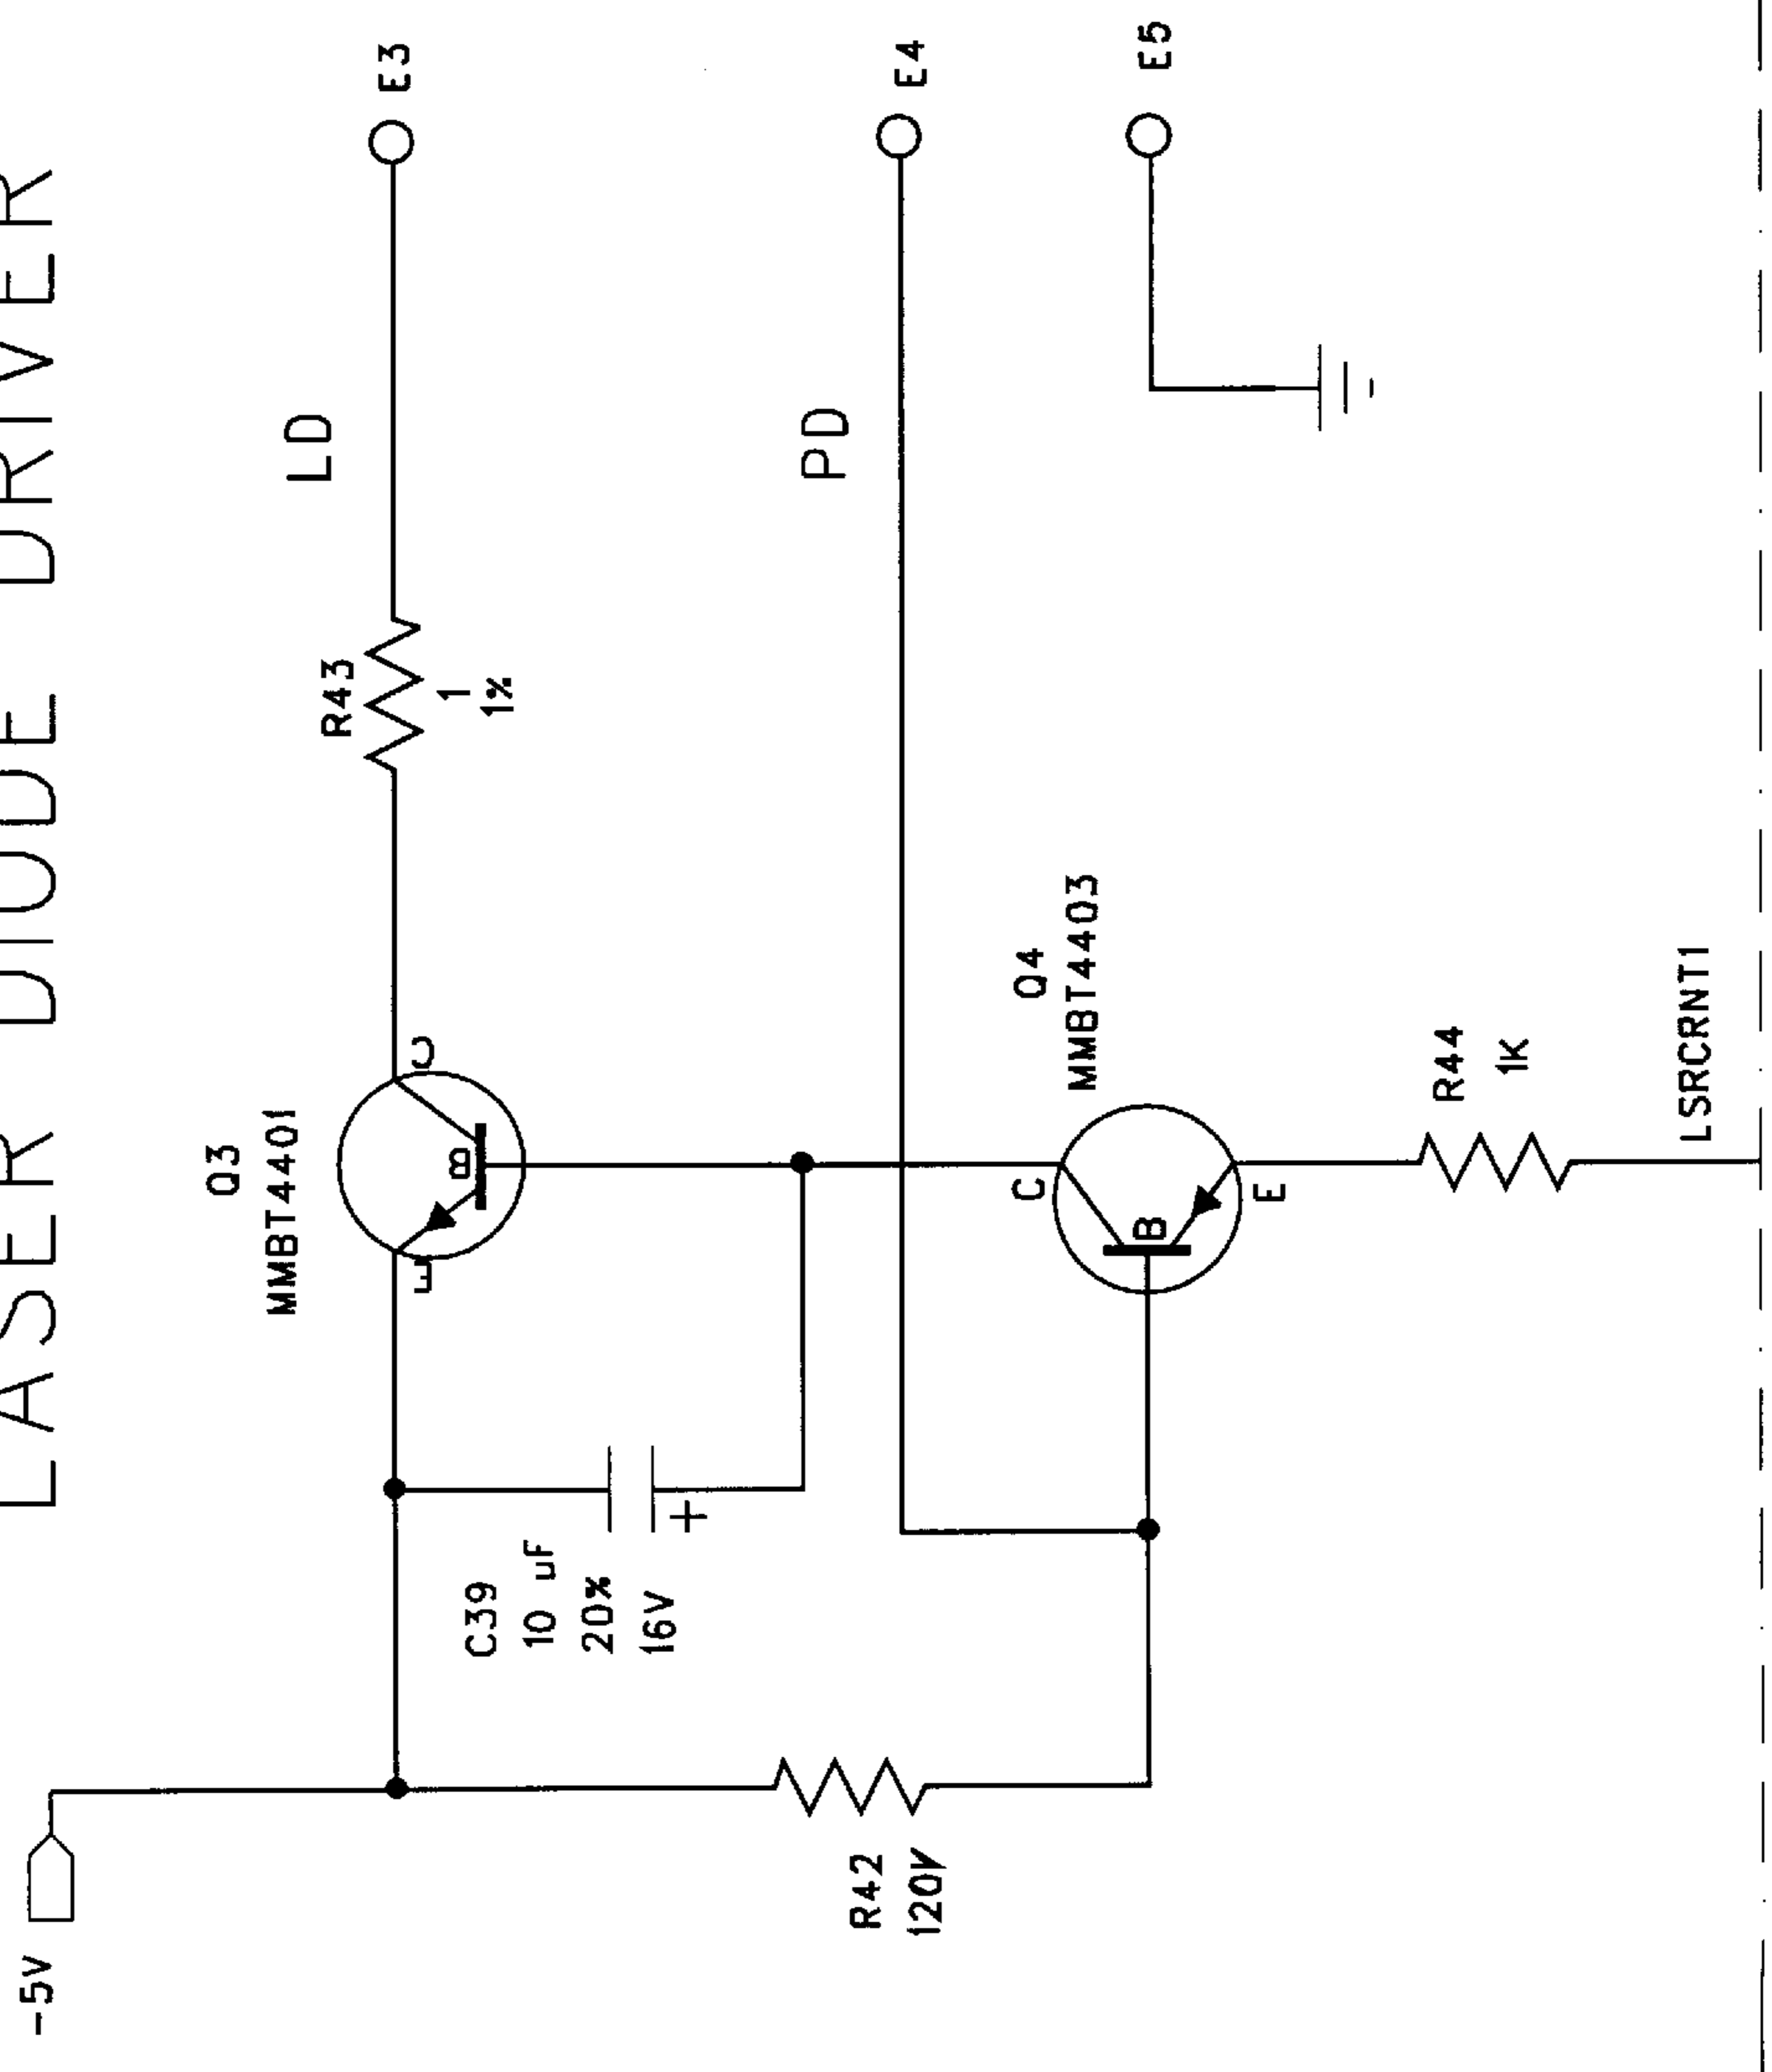 LASER DIODE DRIVER
-5V
Q3
MMBT4401
LD
E3
R43
1
1%
E
B
C
C39
10 uF
20%
16V
PD
E4
R42
Q4
MMBT4403
C
B
E
E5
R44
1K
LSRCRNT1